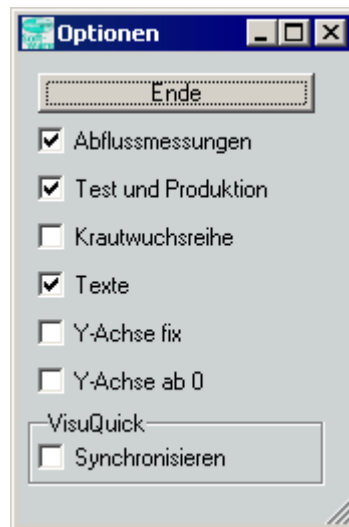 Optionen
Ende
Abflussmessungen
Test und Produktion
Krautwuchsreihe
Texte
Y-Achse fix
Y-Achse ab 0
VisuQuick
Synchronisieren